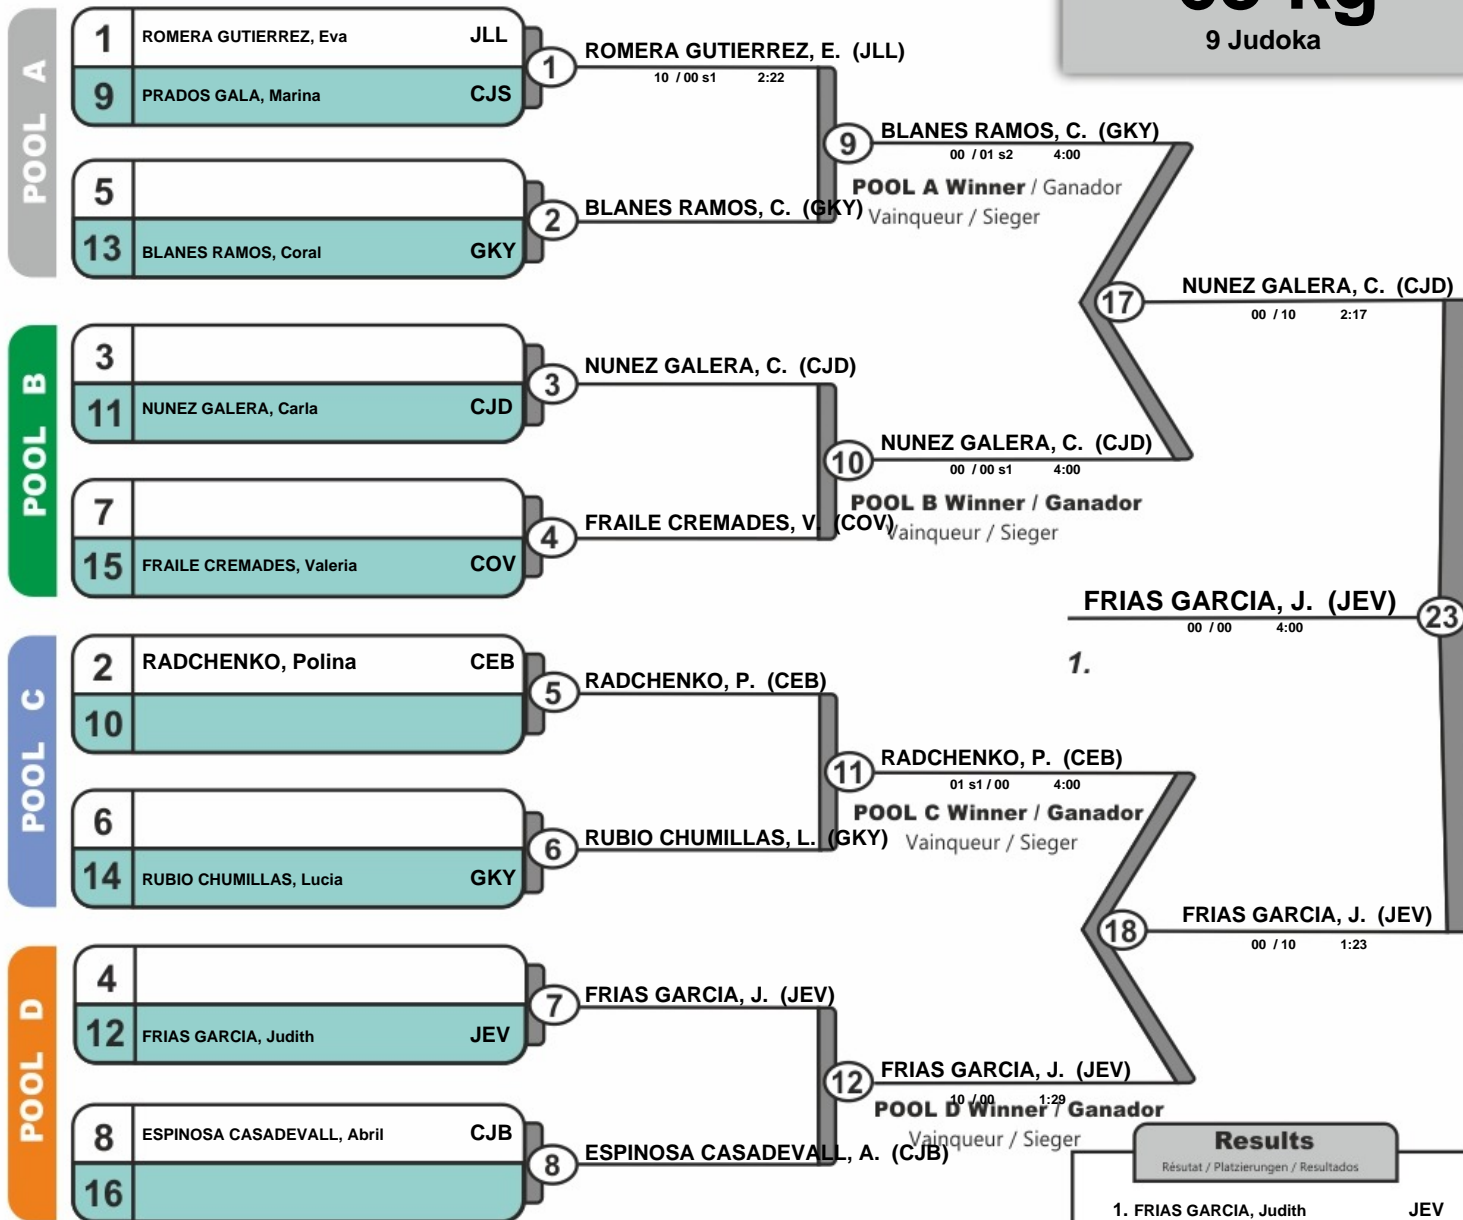 kg
9 Judoka
POOL A
1 ROMERA GUTIERREZ, Eva JLL
9 PRADOS GALA, Marina CJS
5
13 BLANES RAMOS, Coral GKY
1 ROMERA GUTIERREZ, E. (JLL)
10 / 00 s1 2:22
2 BLANES RAMOS, C. (GKY)
9 BLANES RAMOS, C. (GKY)
00 / 01 s2 4:00
POOL A Winner / Ganador
Vainqueur / Sieger
POOL B
3
11 NUNEZ GALERA, Carla CJD
7
15 FRAILE CREMADES, Valeria COV
3 NUNEZ GALERA, C. (CJD)
4 FRAILE CREMADES, V. (COV)
10 NUNEZ GALERA, C. (CJD)
00 / 00 s1 4:00
POOL B Winner / Ganador
Vainqueur / Sieger
17 NUNEZ GALERA, C. (CJD)
00 / 10 2:17
FRIAS GARCIA, J. (JEV) 23
00 / 00 4:00
1.
POOL C
2 RADCHENKO, Polina CEB
10
6
14 RUBIO CHUMILLAS, Lucia GKY
5 RADCHENKO, P. (CEB)
6 RUBIO CHUMILLAS, L. (GKY)
11 RADCHENKO, P. (CEB)
01 s1 / 00 4:00
POOL C Winner / Ganador
Vainqueur / Sieger
18 FRIAS GARCIA, J. (JEV)
00 / 10 1:23
POOL D
4
12 FRIAS GARCIA, Judith JEV
8 ESPINOSA CASADEVALL, Abril CJB
16
7 FRIAS GARCIA, J. (JEV)
8 ESPINOSA CASADEVALL, A. (CJB)
12 FRIAS GARCIA, J. (JEV)
10 / 00 1:29
POOL D Winner / Ganador
Vainqueur / Sieger
Results
Résutat / Platzierungen / Resultados
1. FRIAS GARCIA, Judith JEV